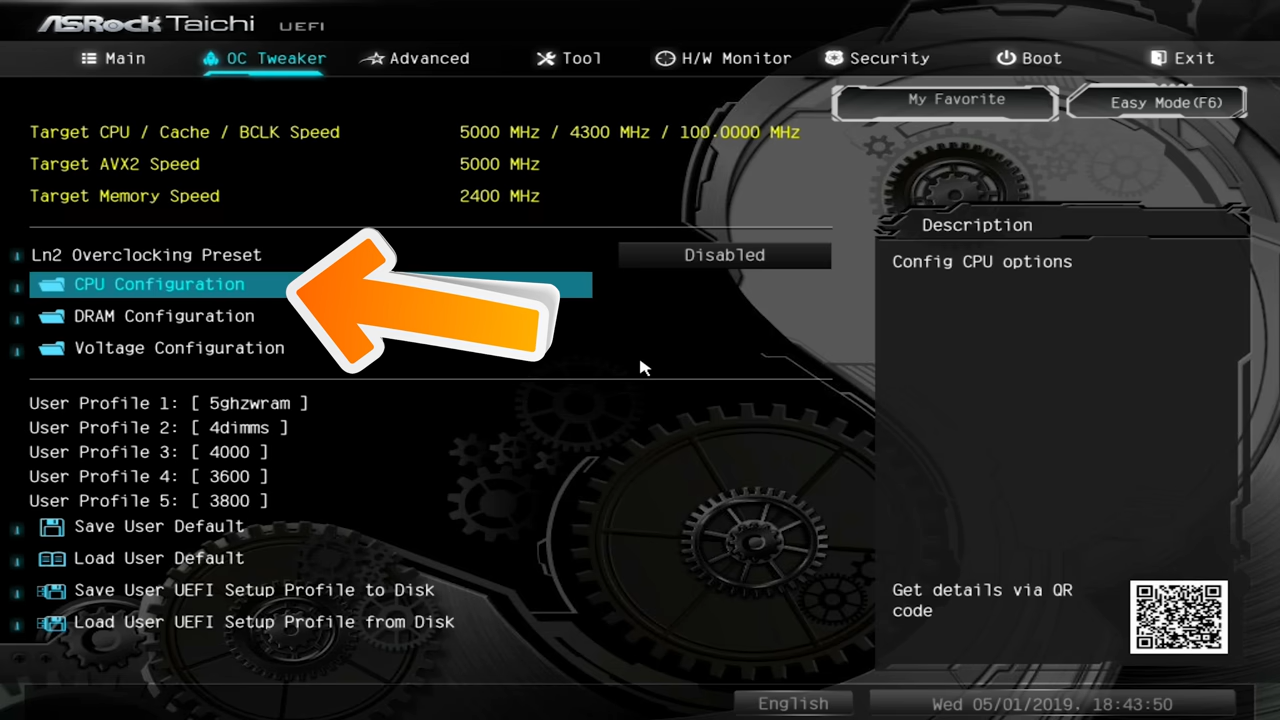 ASRock Taichi UEFI
Main OC Tweaker Advanced Tool H/W Monitor Security Boot Exit
My Favorite Easy Mode(F6)
Target CPU / Cache / BCLK Speed 5000 MHz / 4300 MHz / 100.0000 MHz
Target AVX2 Speed 5000 MHz
Target Memory Speed 2400 MHz
Description
Ln2 Overclocking Preset Disabled
Config CPU options
CPU Configuration
DRAM Configuration
Voltage Configuration
User Profile 1: [ 5ghzwram ]
User Profile 2: [ 4dimms ]
User Profile 3: [ 4000 ]
User Profile 4: [ 3600 ]
User Profile 5: [ 3800 ]
Save User Default
Load User Default
Save User UEFI Setup Profile to Disk
Load User UEFI Setup Profile from Disk
Get details via QR
code
English Wed 05/01/2019. 18:43:50